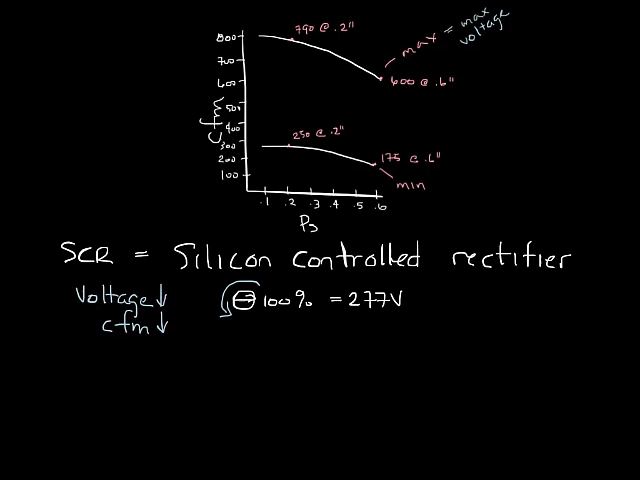 790 @ .2"
max = max voltage
800
700
600
500
400
300
200
100
cfm
600 @ .6"
250 @ .2"
175 @ .6"
min
.1 .2 .3 .4 .5 .6
Ps
SCR = Silicon controlled rectifier
Voltage↓
cfm↓
100% = 277V